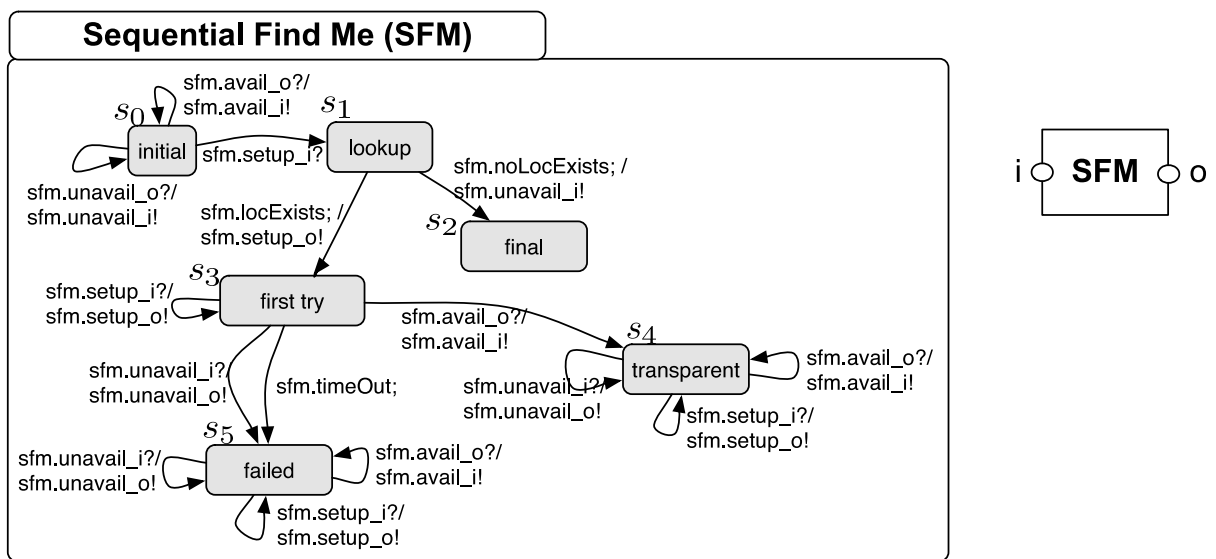 Sequential Find Me (SFM)
sfm.avail_o?/
sfm.avail_i!
s0
initial
sfm.unavail_o?/
sfm.unavail_i!
sfm.setup_i?
s1
lookup
sfm.noLocExists; /
sfm.unavail_i!
sfm.locExists; /
sfm.setup_o!
s2
final
s3
first try
sfm.setup_i?/
sfm.setup_o!
sfm.avail_o?/
sfm.avail_i!
s4
transparent
sfm.avail_o?/
sfm.avail_i!
sfm.unavail_i?/
sfm.unavail_o!
sfm.setup_i?/
sfm.setup_o!
sfm.unavail_i?/
sfm.unavail_o!
sfm.timeOut;
s5
failed
sfm.unavail_i?/
sfm.unavail_o!
sfm.avail_o?/
sfm.avail_i!
sfm.setup_i?/
sfm.setup_o!
i SFM o